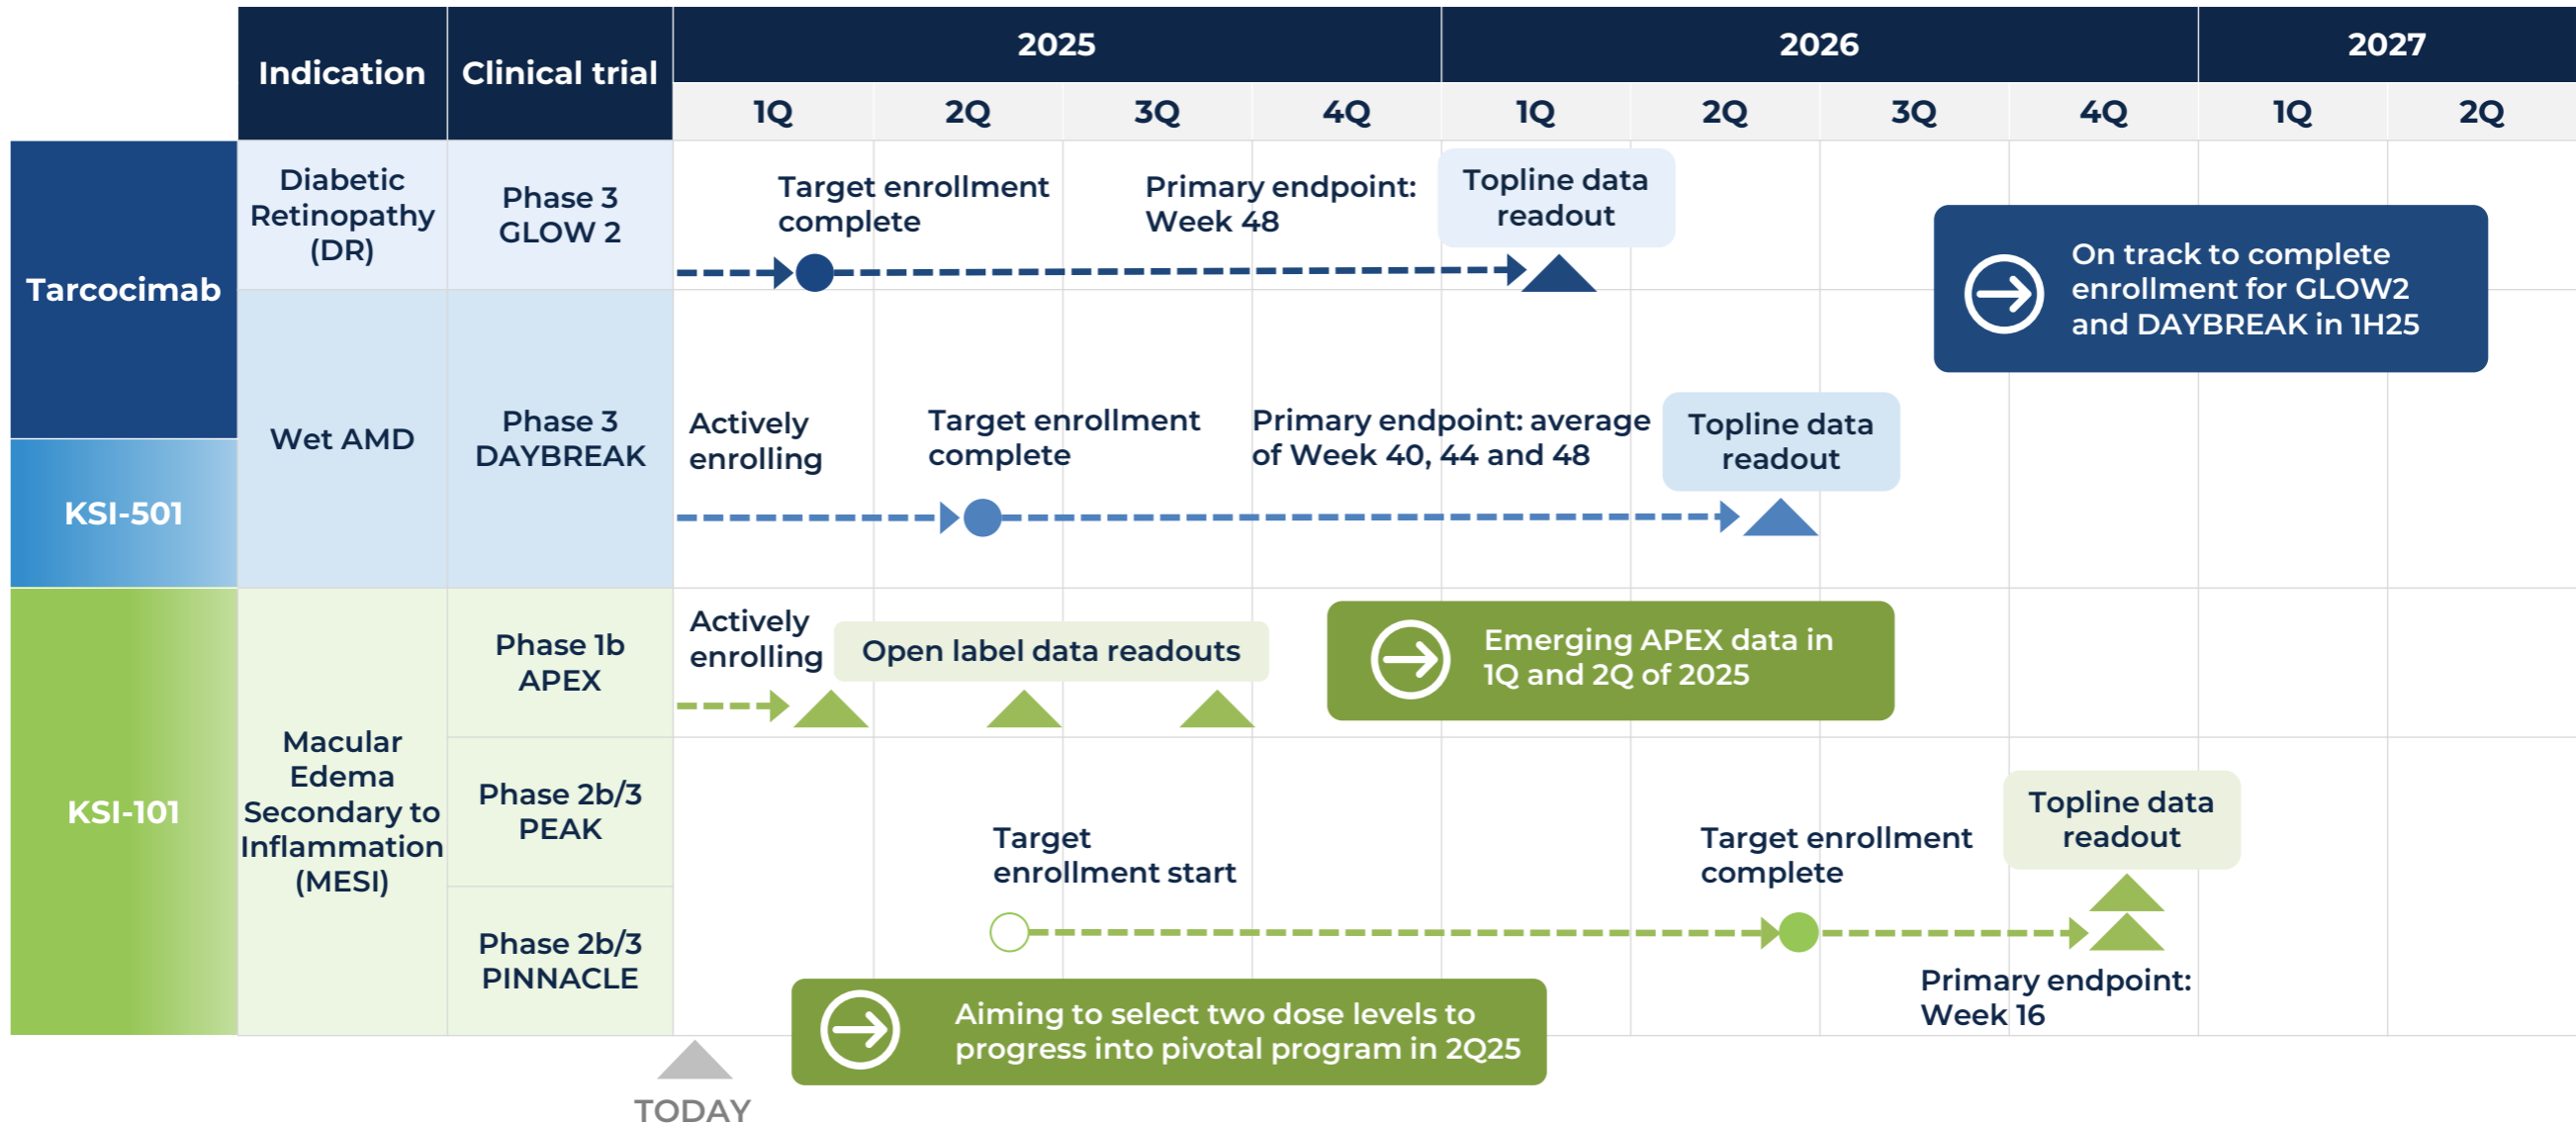 Indication
Clinical trial
2025
2026
2027
1Q
2Q
3Q
4Q
1Q
2Q
3Q
4Q
1Q
2Q
Tarcocimab
Diabetic
Retinopathy
(DR)
Phase 3
GLOW 2
Target enrollment
complete
Primary endpoint:
Week 48
Topline data
readout
On track to complete
enrollment for GLOW2
and DAYBREAK in 1H25
KSI-501
Wet AMD
Phase 3
DAYBREAK
Actively
enrolling
Target enrollment
complete
Primary endpoint: average
of Week 40, 44 and 48
Topline data
readout
KSI-101
Macular
Edema
Secondary to
Inflammation
(MESI)
Phase 1b
APEX
Actively
enrolling
Open label data readouts
Emerging APEX data in
1Q and 2Q of 2025
Phase 2b/3
PEAK
Phase 2b/3
PINNACLE
Target
enrollment start
Target enrollment
complete
Topline data
readout
Primary endpoint:
Week 16
Aiming to select two dose levels to
progress into pivotal program in 2Q25
TODAY